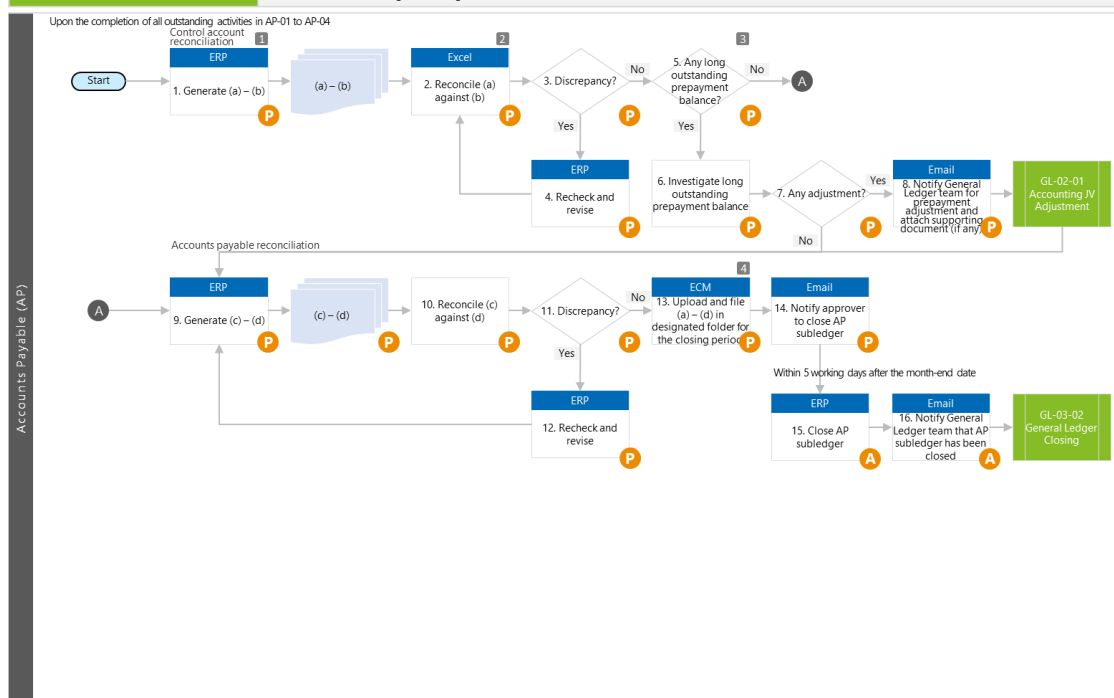 Upon the completion of all outstanding activities in AP-01 to AP-04
Control account
reconciliation
1
2
3
ERP
Excel
Start
1. Generate (a) – (b)
P
(a) – (b)
2. Reconcile (a)
against (b)
P
3. Discrepancy?
No
P
Yes
5. Any long
outstanding
prepayment
balance?
No
P
Yes
A
ERP
4. Recheck and
revise
P
6. Investigate long
outstanding
prepayment balance
7. Any adjustment?
Yes
P
No
Email
8. Notify General
Ledger team for
prepayment
adjustment and
attach supporting
document (if any)
P
GL-02-01
Accounting JV
Adjustment
Accounts payable reconciliation
4
A
ERP
9. Generate (c) – (d)
P
(c) – (d)
P
10. Reconcile (c)
against (d)
11. Discrepancy?
No
P
Yes
ECM
13. Upload and file
(a) – (d) in
designated folder for
the closing period
P
Email
14. Notify approver
to close AP
subledger
P
Within 5 working days after the month-end date
ERP
12. Recheck and
revise
P
ERP
15. Close AP
subledger
A
Email
16. Notify General
Ledger team that AP
subledger has been
closed
A
GL-03-02
General Ledger
Closing
Accounts Payable (AP)